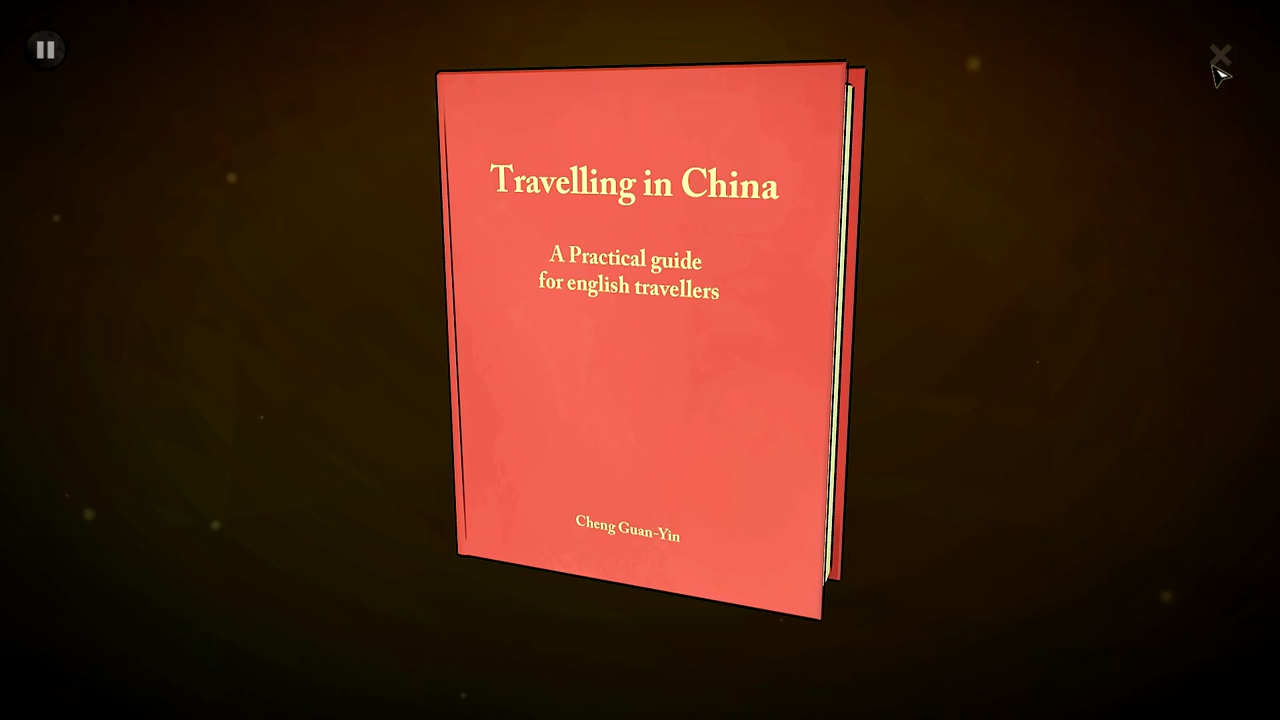 Travelling in China
A Practical guide
for english travellers
Cheng Guan-Yin